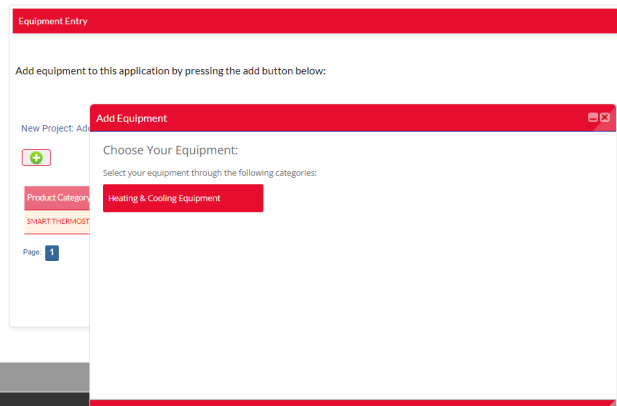 Equipment Entry
Add equipment to this application by pressing the add button below:
New Project: Add
Add Equipment
Choose Your Equipment:
Select your equipment through the following categories:
Heating & Cooling Equipment
Product Category
SMART THERMOST
Page: 1